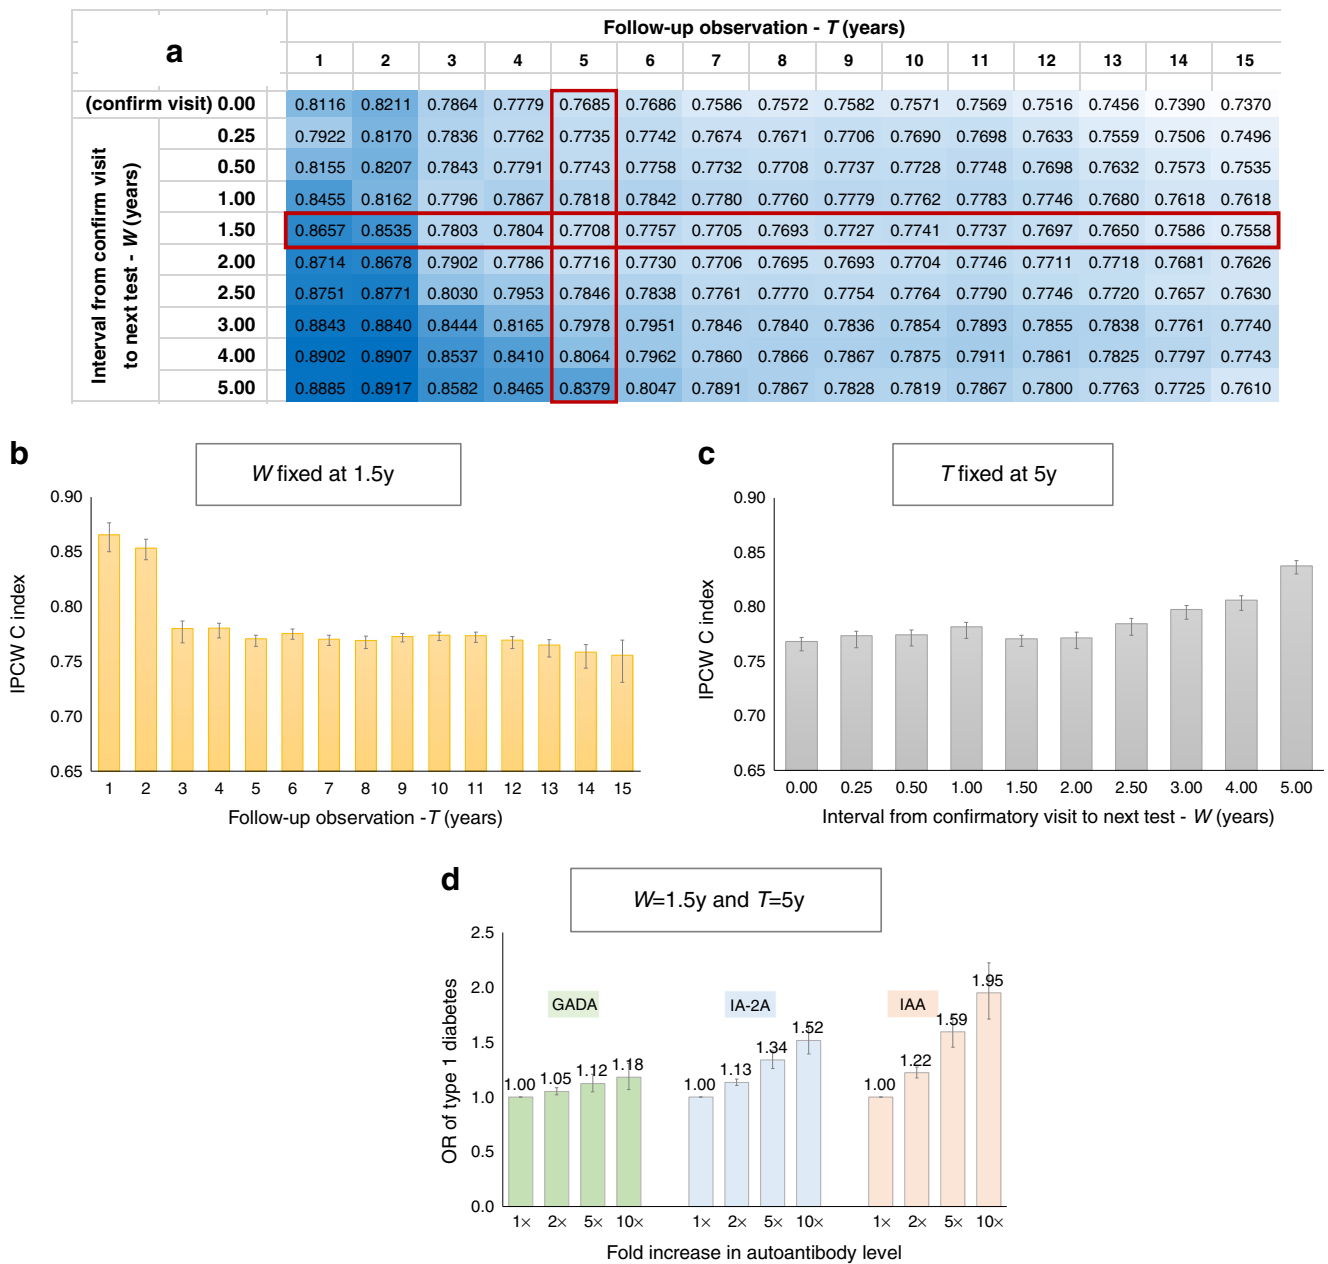 a
Follow-up observation - T (years)
1 2 3 4 5 6 7 8 9 10 11 12 13 14 15
(confirm visit) 0.00 0.8116 0.8211 0.7864 0.7779 0.7685 0.7686 0.7586 0.7572 0.7582 0.7571 0.7569 0.7516 0.7456 0.7390 0.7370
Interval from confirm visit
to next test - W (years)
0.25 0.7922 0.8170 0.7836 0.7762 0.7735 0.7742 0.7674 0.7671 0.7706 0.7690 0.7698 0.7633 0.7559 0.7506 0.7496
0.50 0.8155 0.8207 0.7843 0.7791 0.7743 0.7758 0.7732 0.7708 0.7737 0.7728 0.7748 0.7698 0.7632 0.7573 0.7535
1.00 0.8455 0.8162 0.7796 0.7867 0.7818 0.7842 0.7780 0.7760 0.7779 0.7762 0.7783 0.7746 0.7680 0.7618 0.7618
1.50 0.8657 0.8535 0.7803 0.7804 0.7708 0.7757 0.7705 0.7693 0.7727 0.7741 0.7737 0.7697 0.7650 0.7586 0.7558
2.00 0.8714 0.8678 0.7902 0.7786 0.7716 0.7730 0.7706 0.7695 0.7693 0.7704 0.7746 0.7711 0.7718 0.7681 0.7626
2.50 0.8751 0.8771 0.8030 0.7953 0.7846 0.7838 0.7761 0.7770 0.7754 0.7764 0.7790 0.7746 0.7720 0.7657 0.7630
3.00 0.8843 0.8840 0.8444 0.8165 0.7978 0.7951 0.7846 0.7840 0.7836 0.7854 0.7893 0.7855 0.7838 0.7761 0.7740
4.00 0.8902 0.8907 0.8537 0.8410 0.8064 0.7962 0.7860 0.7866 0.7867 0.7875 0.7911 0.7861 0.7825 0.7797 0.7743
5.00 0.8885 0.8917 0.8582 0.8465 0.8379 0.8047 0.7891 0.7867 0.7828 0.7819 0.7867 0.7800 0.7763 0.7725 0.7610
b
W fixed at 1.5y
IPCW C index
0.90
0.85
0.80
0.75
0.70
0.65
1 2 3 4 5 6 7 8 9 10 11 12 13 14 15
Follow-up observation -T (years)
c
T fixed at 5y
IPCW C index
0.90
0.85
0.80
0.75
0.70
0.65
0.00 0.25 0.50 1.00 1.50 2.00 2.50 3.00 4.00 5.00
Interval from confirmatory visit to next test - W (years)
d
W=1.5y and T=5y
OR of type 1 diabetes
2.5
2.0
1.5
1.0
0.5
0.0
GADA
1.00 1.05 1.12 1.18
IA-2A
1.00 1.13 1.34 1.52
IAA
1.00 1.22 1.59 1.95
1× 2× 5× 10× 1× 2× 5× 10× 1× 2× 5× 10×
Fold increase in autoantibody level